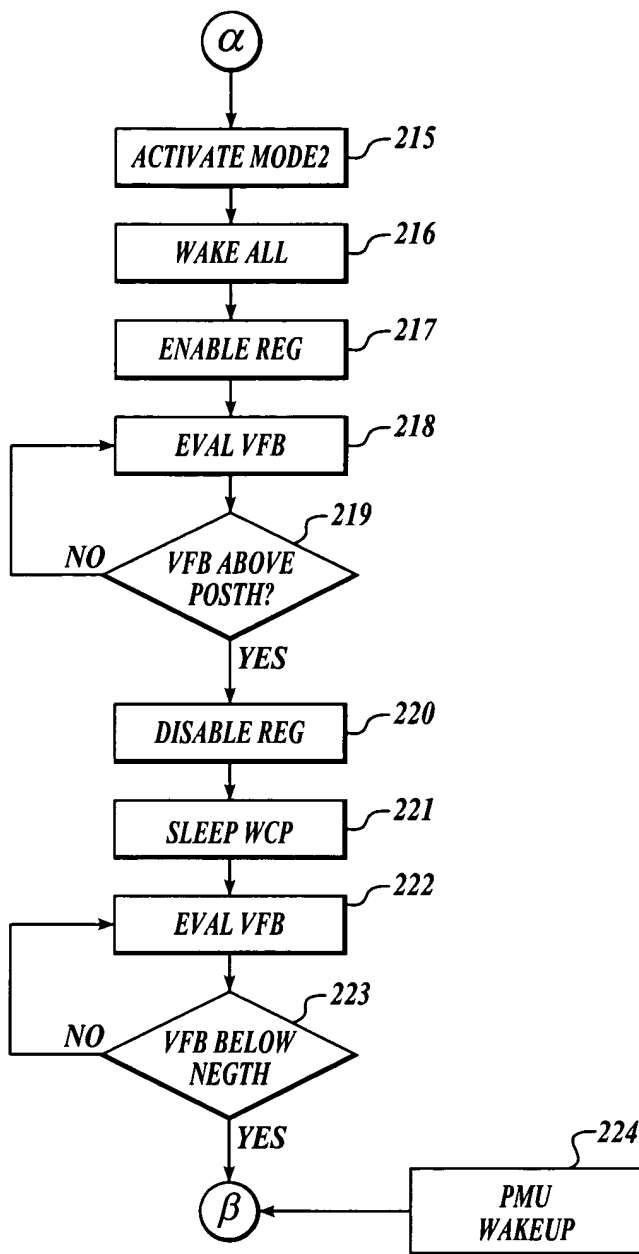 α
ACTIVATE MODE2
215
WAKE ALL
216
ENABLE REG
217
EVAL VFB
218
219
NO
VFB ABOVE
POSTH?
YES
DISABLE REG
220
SLEEP WCP
221
EVAL VFB
222
223
NO
VFB BELOW
NEGTH
YES
224
β
PMU
WAKEUP